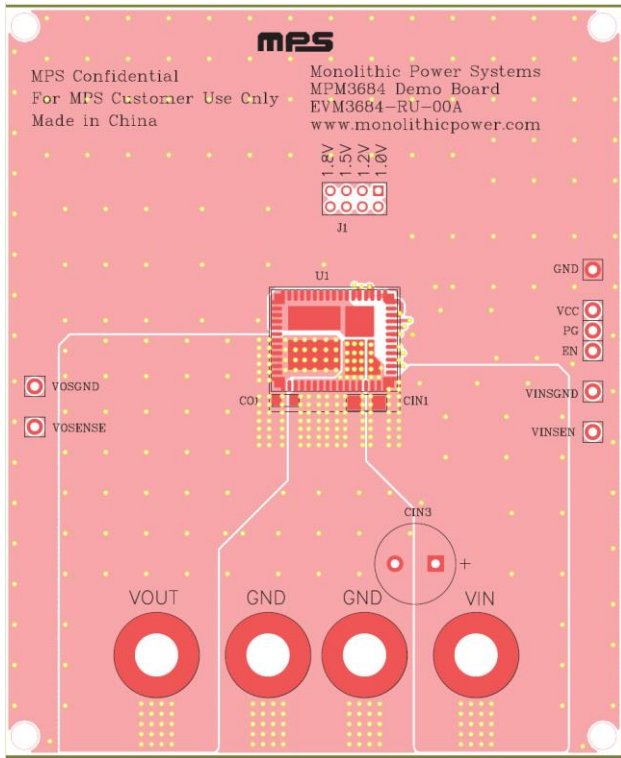 mps
MPS Confidential
For MPS Customer Use Only
Made in China
Monolithic Power Systems
MPM3684 Demo Board
EVM3684-RU-00A
www.monolithicpower.com
1.8V
1.5V
1.2V
1.0V
J1
U1
GND
VCC
PG
EN
VOSGND
VINSGND
CO1
CIN1
VOSENSE
VINSEN
CIN3
+
VOUT
GND
GND
VIN